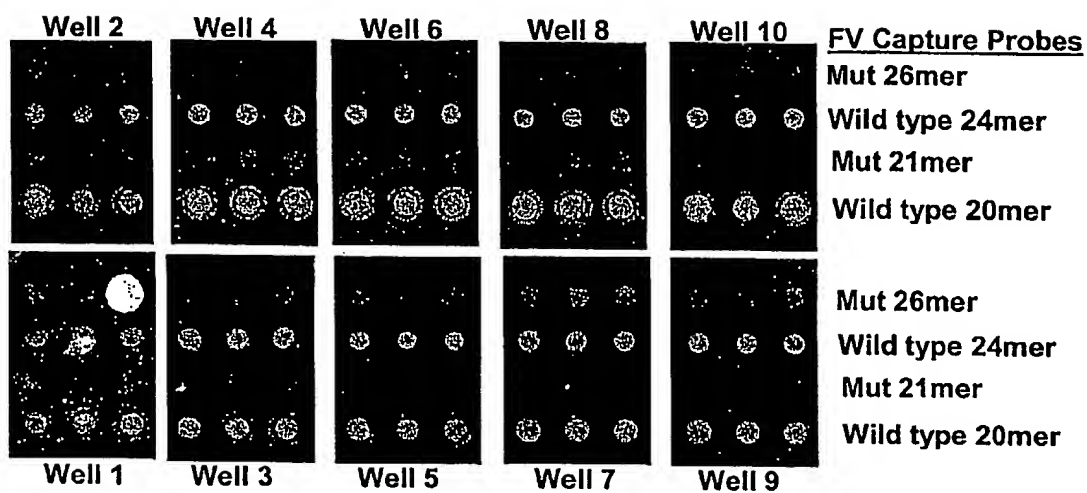 Well 2 Well 4 Well 6 Well 8 Well 10
FV Capture Probes
Mut 26mer
Wild type 24mer
Mut 21mer
Wild type 20mer
Mut 26mer
Wild type 24mer
Mut 21mer
Wild type 20mer
Well 1 Well 3 Well 5 Well 7 Well 9